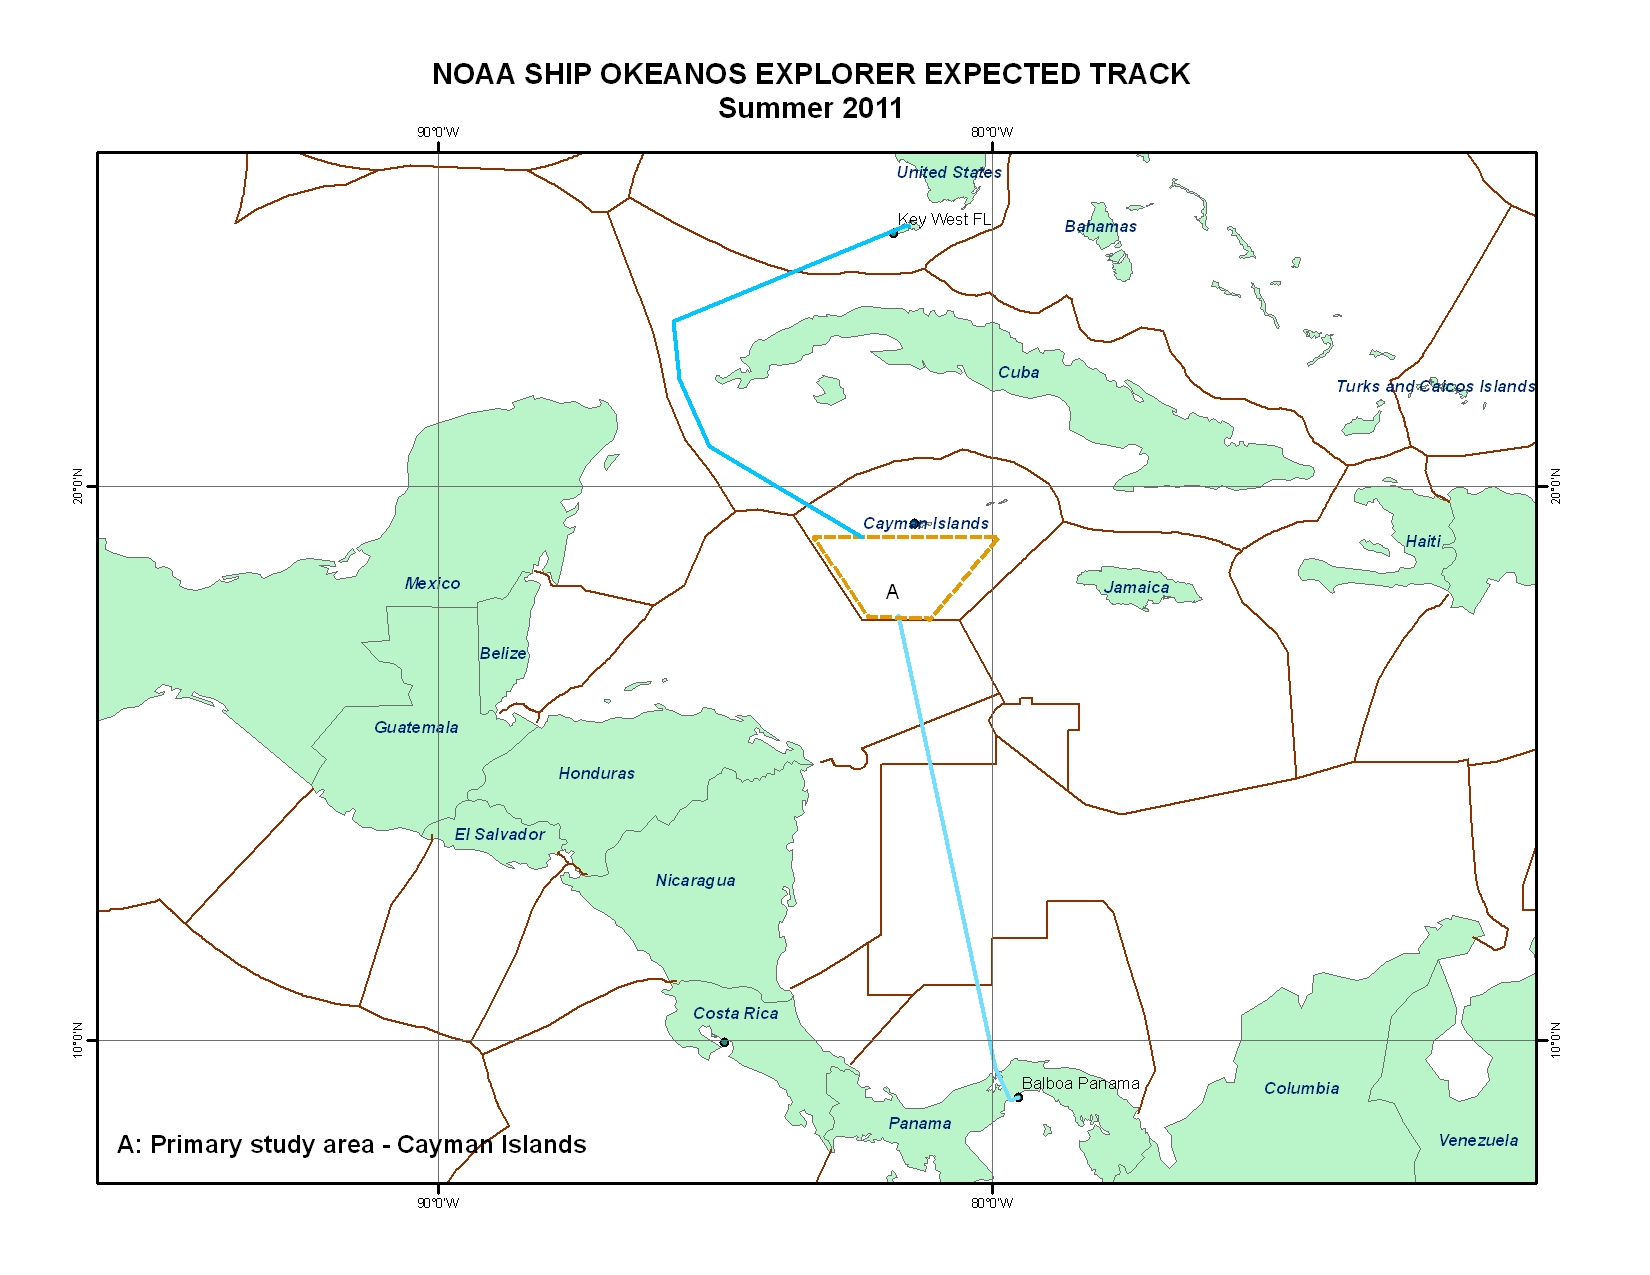 NOAA SHIP OKEANOS EXPLORER EXPECTED TRACK
Summer 2011
90°0'W
80°0'W
United States
Key West FL
Bahamas
Cuba
Turks and Caicos Islands
20°0'N
20°0'N
Cayman Islands
Haiti
Mexico
Jamaica
A
Belize
Guatemala
Honduras
El Salvador
Nicaragua
Costa Rica
10°0'N
10°0'N
Balboa Panama
Columbia
Panama
Venezuela
A: Primary study area - Cayman Islands
90°0'W
80°0'W